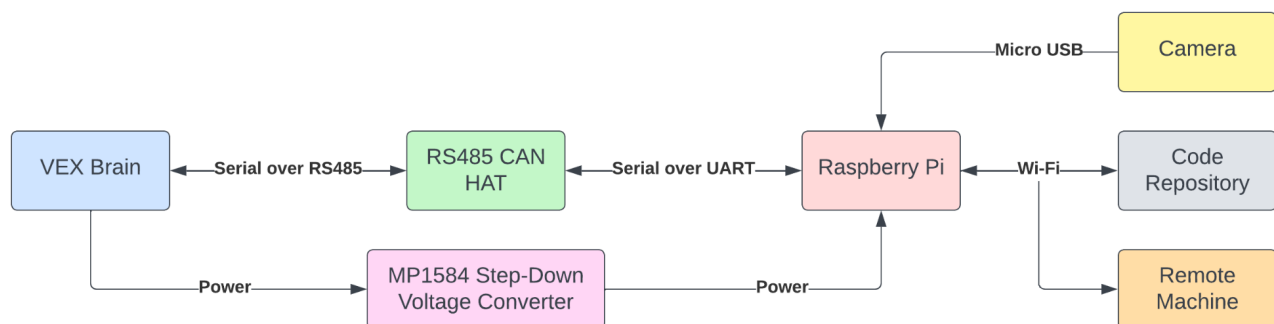 Micro USB
Camera
VEX Brain
Serial over RS485
RS485 CAN
HAT
Serial over UART
Raspberry Pi
Wi-Fi
Code
Repository
Power
MP1584 Step-Down
Voltage Converter
Power
Remote
Machine